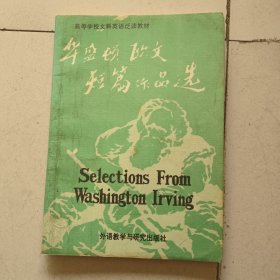 高等学校文科英语泛读教材
华盛顿 欧文
短篇作品选
Selections From
Washington Irving
外语教学与研究出版社